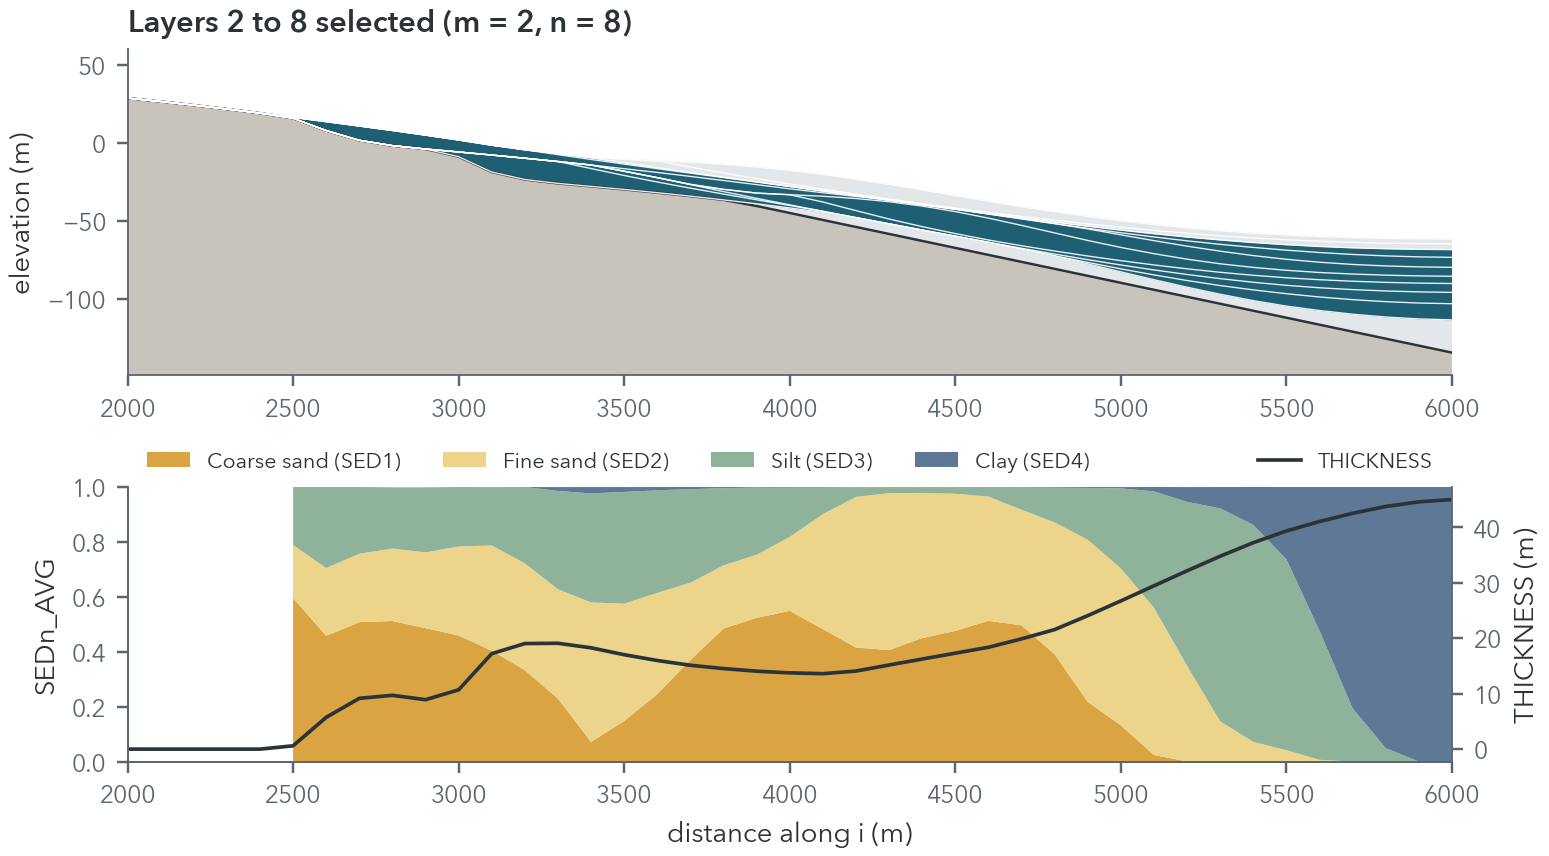 Layers 2 to 8 selected (m = 2, n = 8)
elevation (m)
50
0
−50
−100
2000 2500 3000 3500 4000 4500 5000 5500 6000
Coarse sand (SED1) Fine sand (SED2) Silt (SED3) Clay (SED4) THICKNESS
SEDn_AVG
1.0
0.8
0.6
0.4
0.2
0.0
40
30
20
10
0
THICKNESS (m)
2000 2500 3000 3500 4000 4500 5000 5500 6000
distance along i (m)